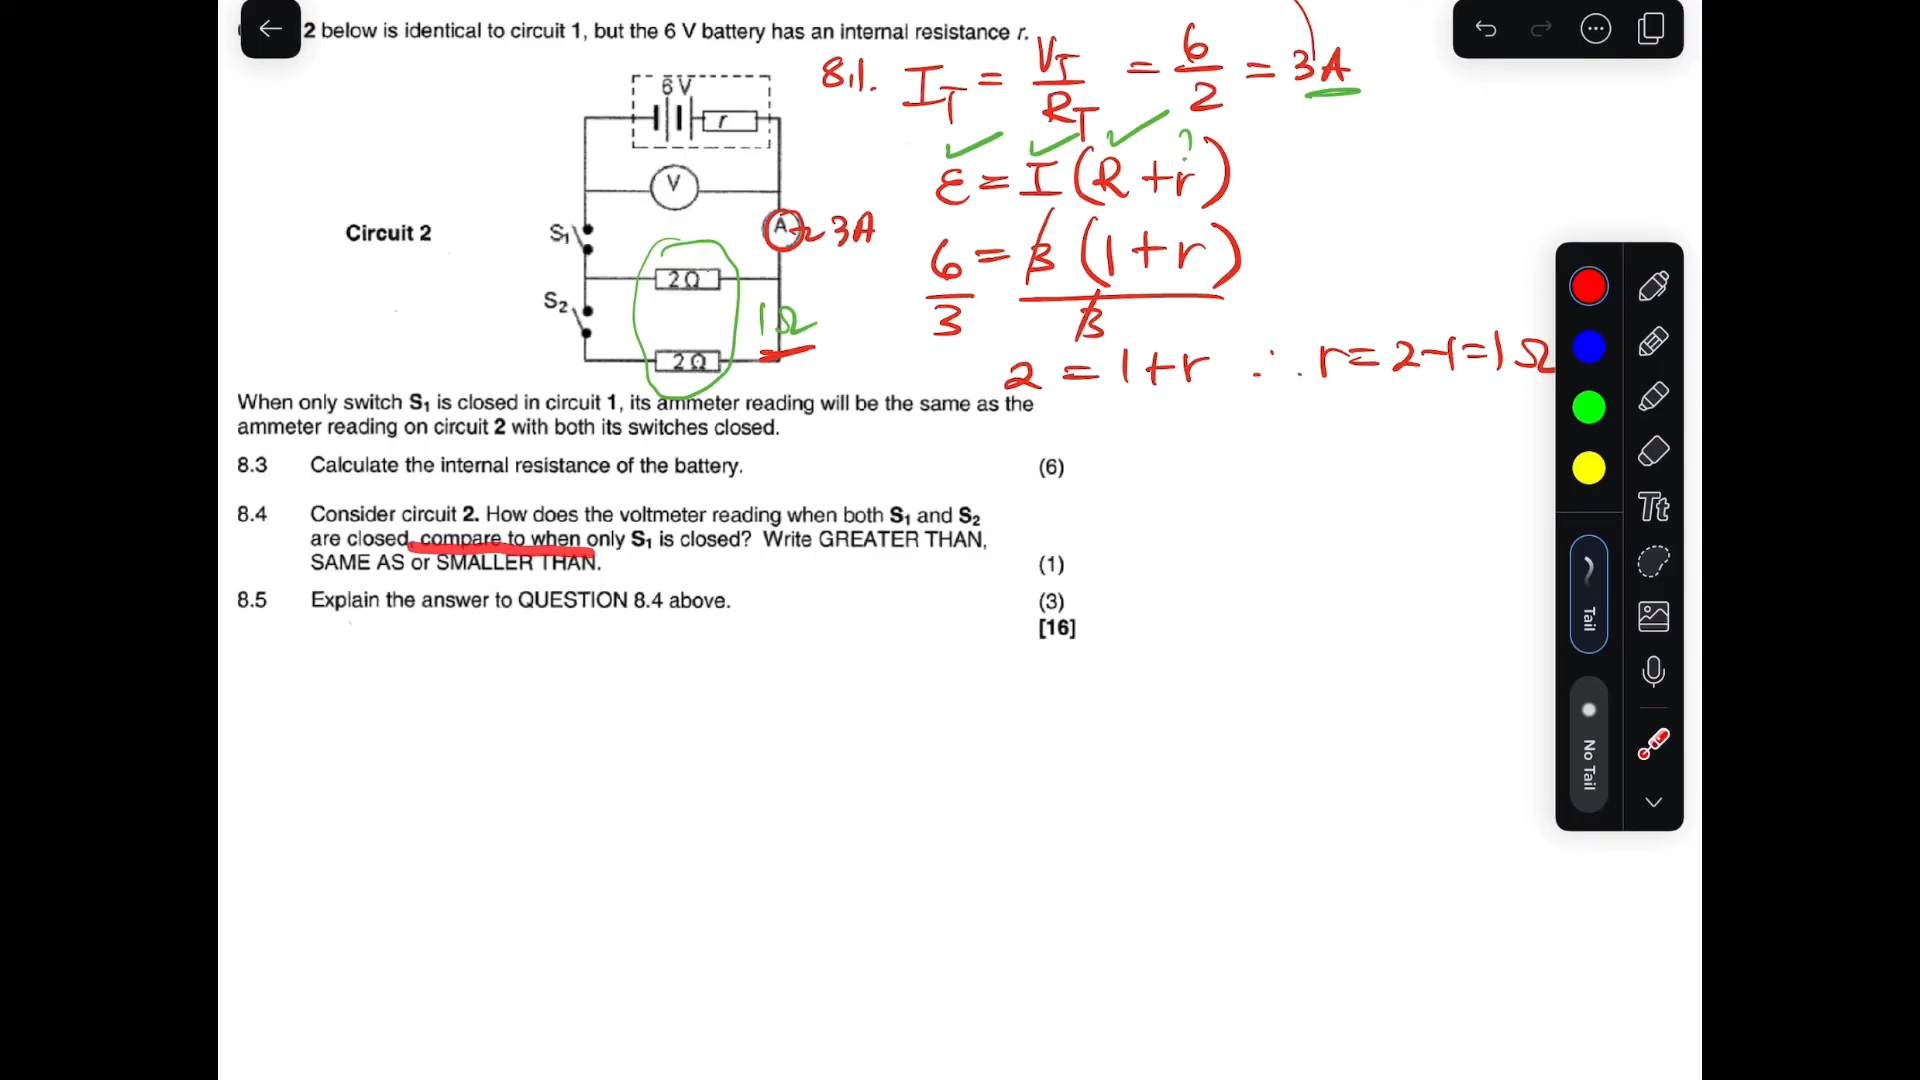 2 below is identical to circuit 1, but the 6 V battery has an internal resistance r.
8.1. I_T = V_T / R_T = 6 / 2 = 3A
6 V
r
V
ε = I (R + r)
?
Circuit 2
S₁
A
3A
2 Ω
6 = 3 (1 + r)
3 3
S₂
1Ω
2 Ω
2 = 1 + r ∴ r = 2 - 1 = 1 Ω
When only switch S₁ is closed in circuit 1, its ammeter reading will be the same as the
ammeter reading on circuit 2 with both its switches closed.
8.3 Calculate the internal resistance of the battery. (6)
8.4 Consider circuit 2. How does the voltmeter reading when both S₁ and S₂
are closed, compare to when only S₁ is closed? Write GREATER THAN,
SAME AS or SMALLER THAN. (1)
8.5 Explain the answer to QUESTION 8.4 above. (3)
[16]
Tt
Tail
No Tail